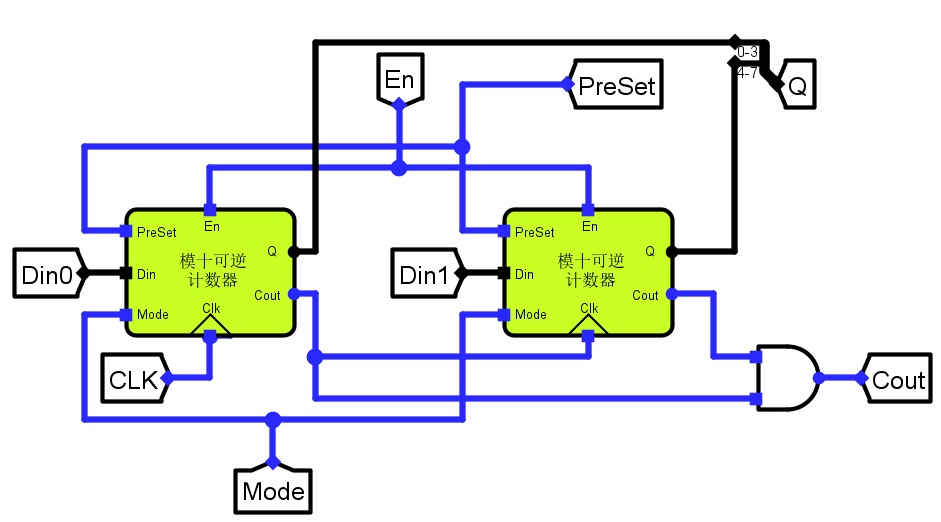 0-3
4-7
Q
En
PreSet
En
PreSet
Q
模十可逆
计数器
Din
Cout
Mode
Clk
Din0
En
PreSet
Q
模十可逆
计数器
Din
Cout
Mode
Clk
Din1
CLK
Cout
Mode